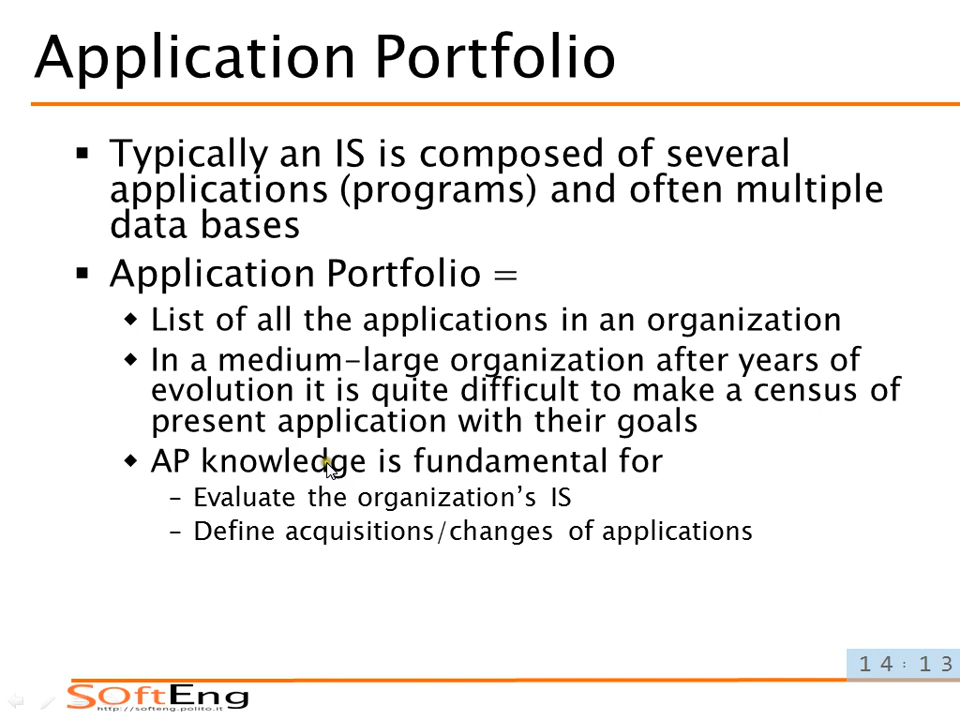 Application Portfolio
▪ Typically an IS is composed of several
applications (programs) and often multiple
data bases
▪ Application Portfolio =
◆ List of all the applications in an organization
◆ In a medium-large organization after years of
evolution it is quite difficult to make a census of
present application with their goals
◆ AP knowledge is fundamental for
– Evaluate the organization's IS
– Define acquisitions/changes of applications
14:13
SOftEng
http://softeng.polito.it